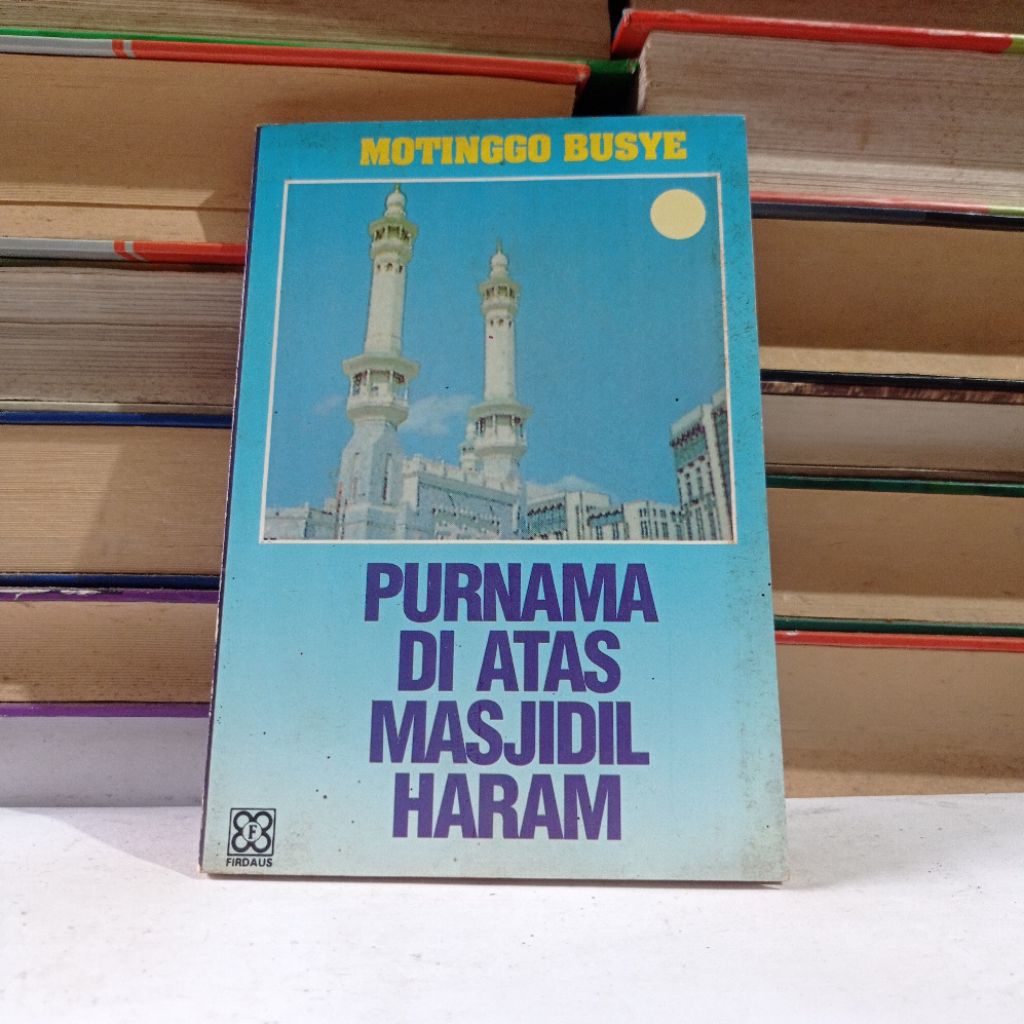 MOTINGGO BUSYE
PURNAMA
DI ATAS
MASJIDIL
HARAM
F
FIRDAUS